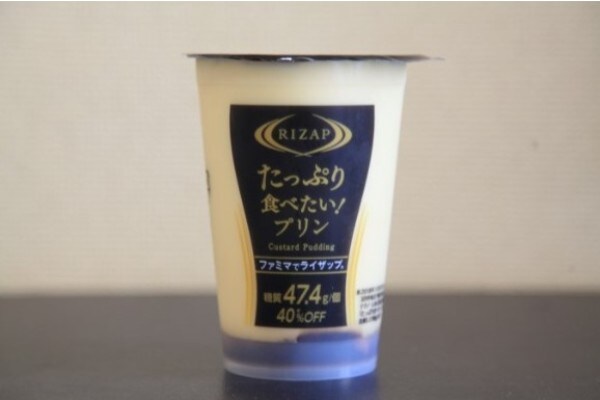 RIZAP
たっぷり
食べたい!
プリン
Custard Pudding
ファミマでライザップ。
糖質47.4g/個
40%OFF